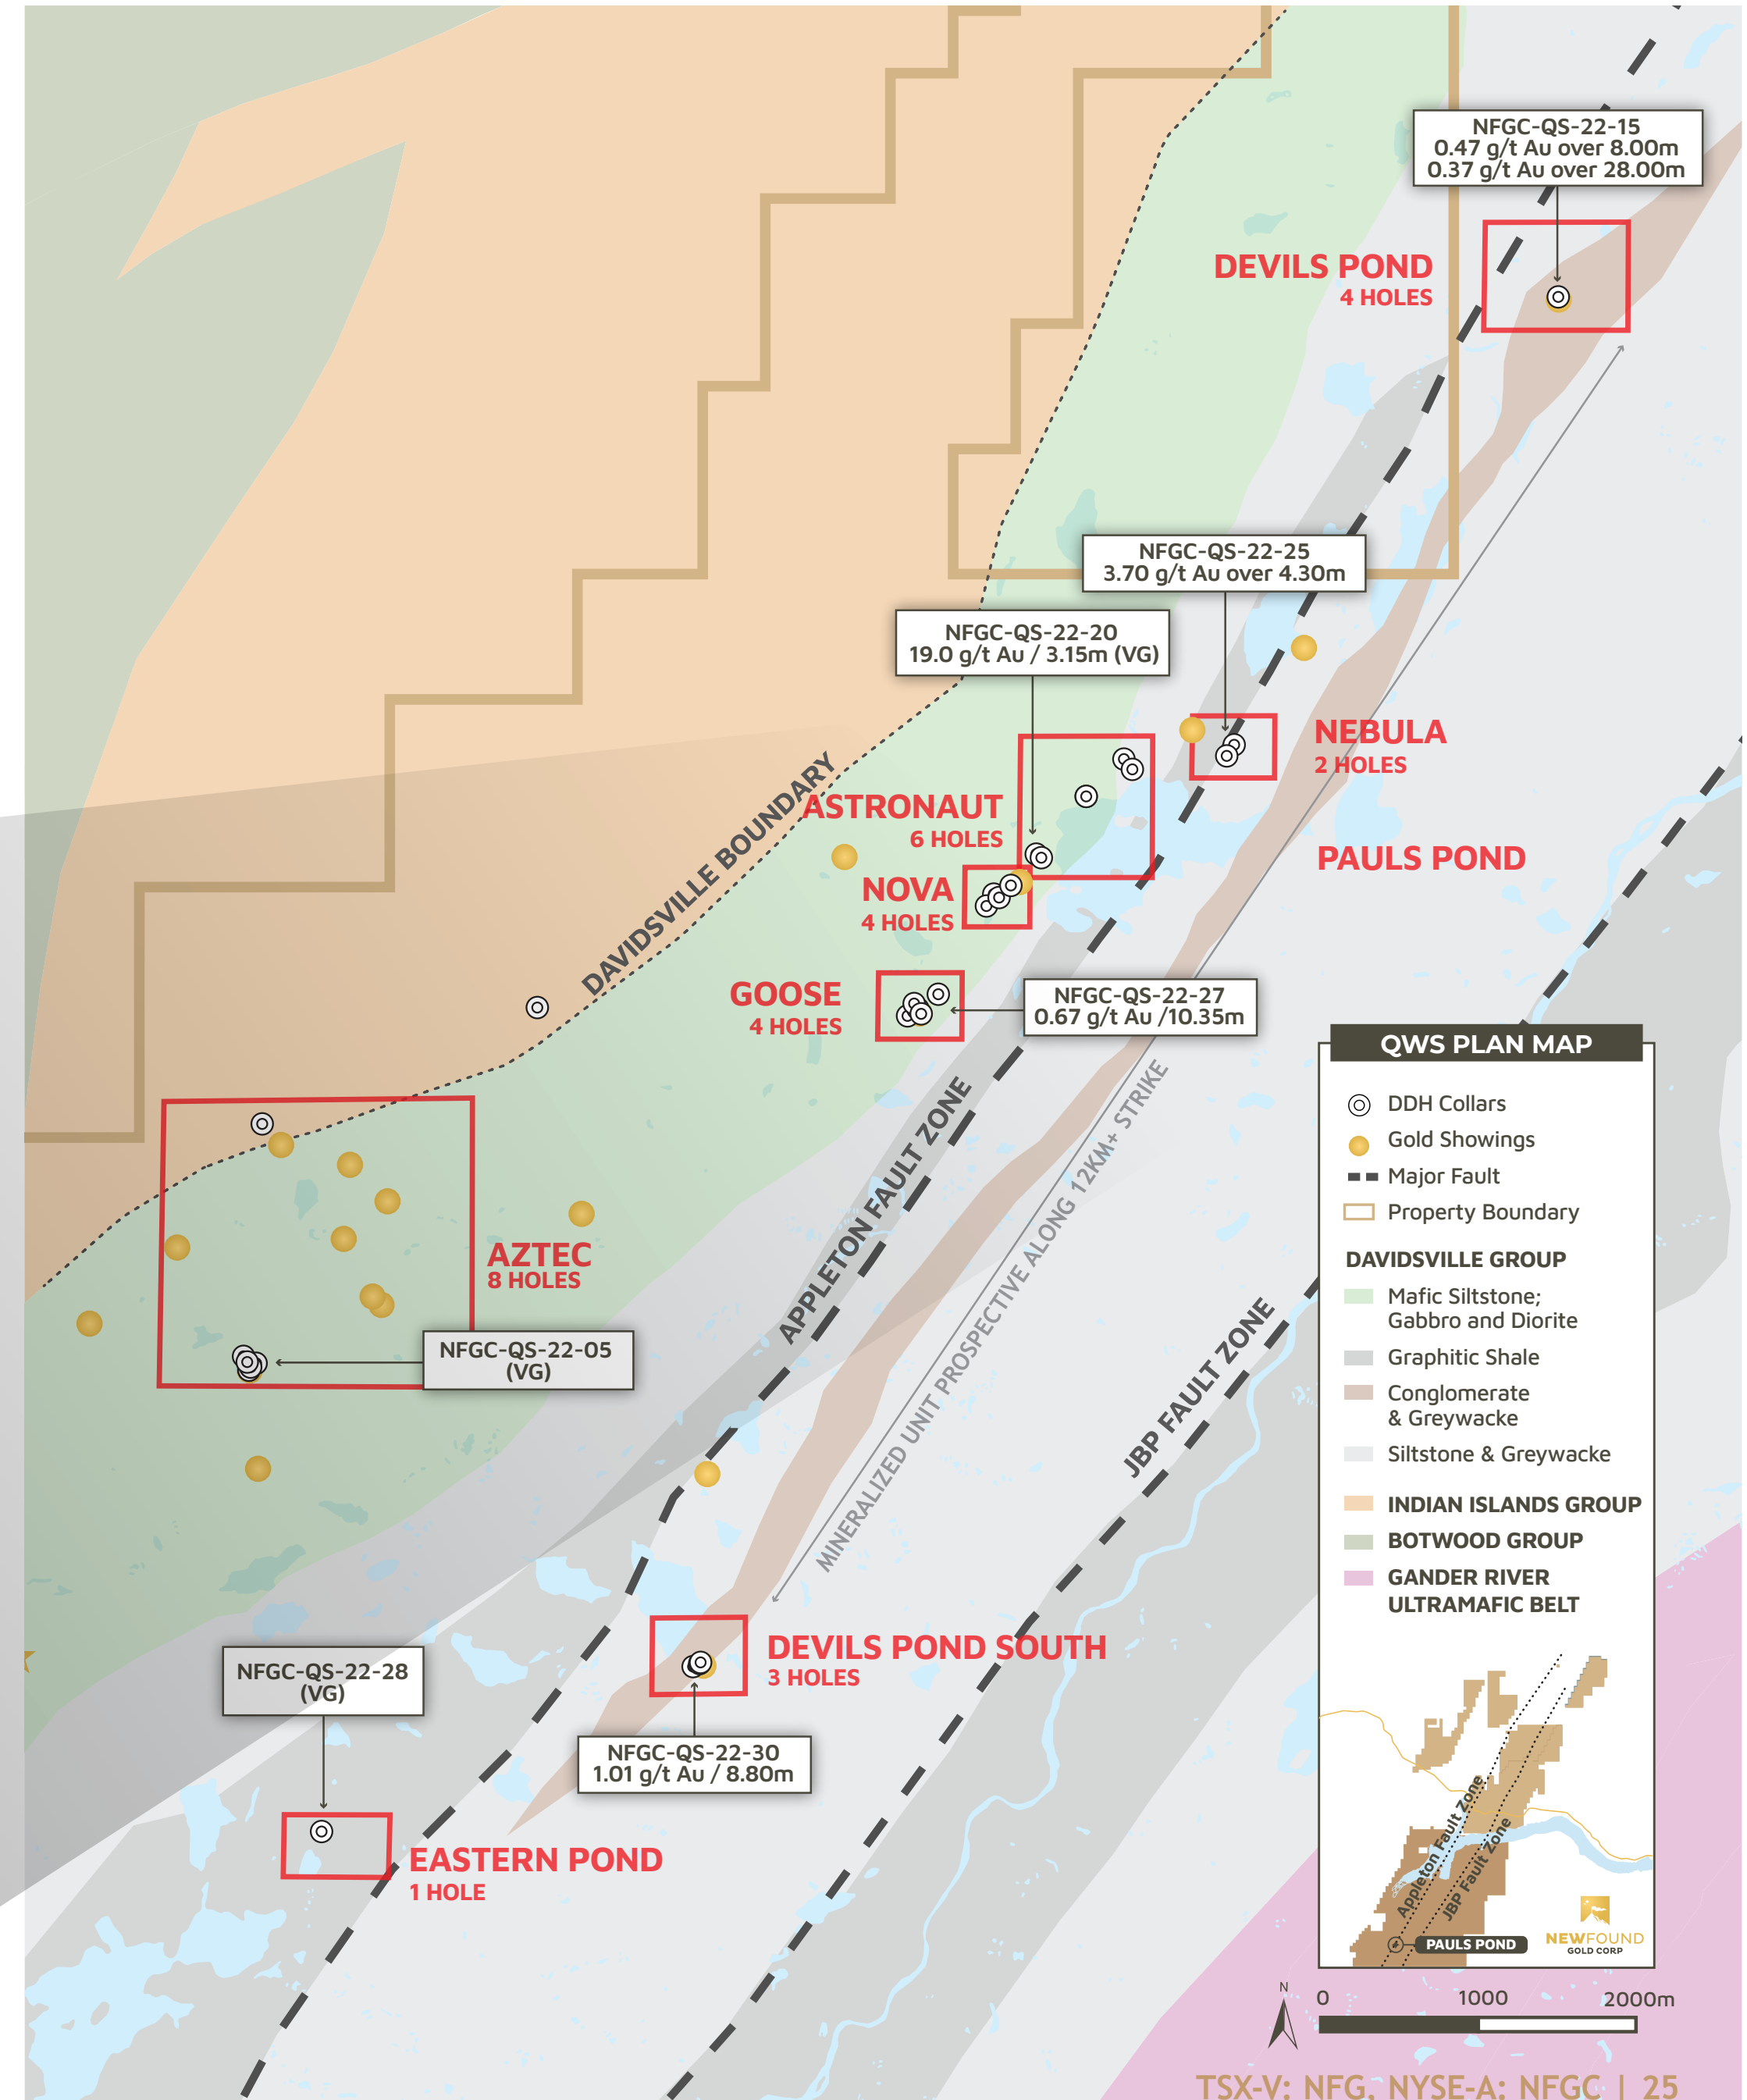 NFGC-QS-22-15
0.47 g/t Au over 8.00m
0.37 g/t Au over 28.00m
DEVILS POND
4 HOLES
NFGC-QS-22-25
3.70 g/t Au over 4.30m
NFGC-QS-22-20
19.0 g/t Au / 3.15m (VG)
NEBULA
2 HOLES
DAVIDSVILLE BOUNDARY
ASTRONAUT
6 HOLES
PAULS POND
NOVA
4 HOLES
GOOSE
4 HOLES
NFGC-QS-22-27
0.67 g/t Au /10.35m
APPLETON FAULT ZONE
MINERALIZED UNIT PROSPECTIVE ALONG 12KM+ STRIKE
JBP FAULT ZONE
AZTEC
8 HOLES
NFGC-QS-22-05
(VG)
DEVILS POND SOUTH
3 HOLES
NFGC-QS-22-28
(VG)
NFGC-QS-22-30
1.01 g/t Au / 8.80m
EASTERN POND
1 HOLE
QWS PLAN MAP
DDH Collars
Gold Showings
Major Fault
Property Boundary
DAVIDSVILLE GROUP
Mafic Siltstone;
Gabbro and Diorite
Graphitic Shale
Conglomerate
& Greywacke
Siltstone & Greywacke
INDIAN ISLANDS GROUP
BOTWOOD GROUP
GANDER RIVER
ULTRAMAFIC BELT
Appleton Fault Zone
JBP Fault Zone
PAULS POND
NEWFOUND
GOLD CORP
N
0 1000 2000m
TSX-V: NFG, NYSE-A: NFGC | 25